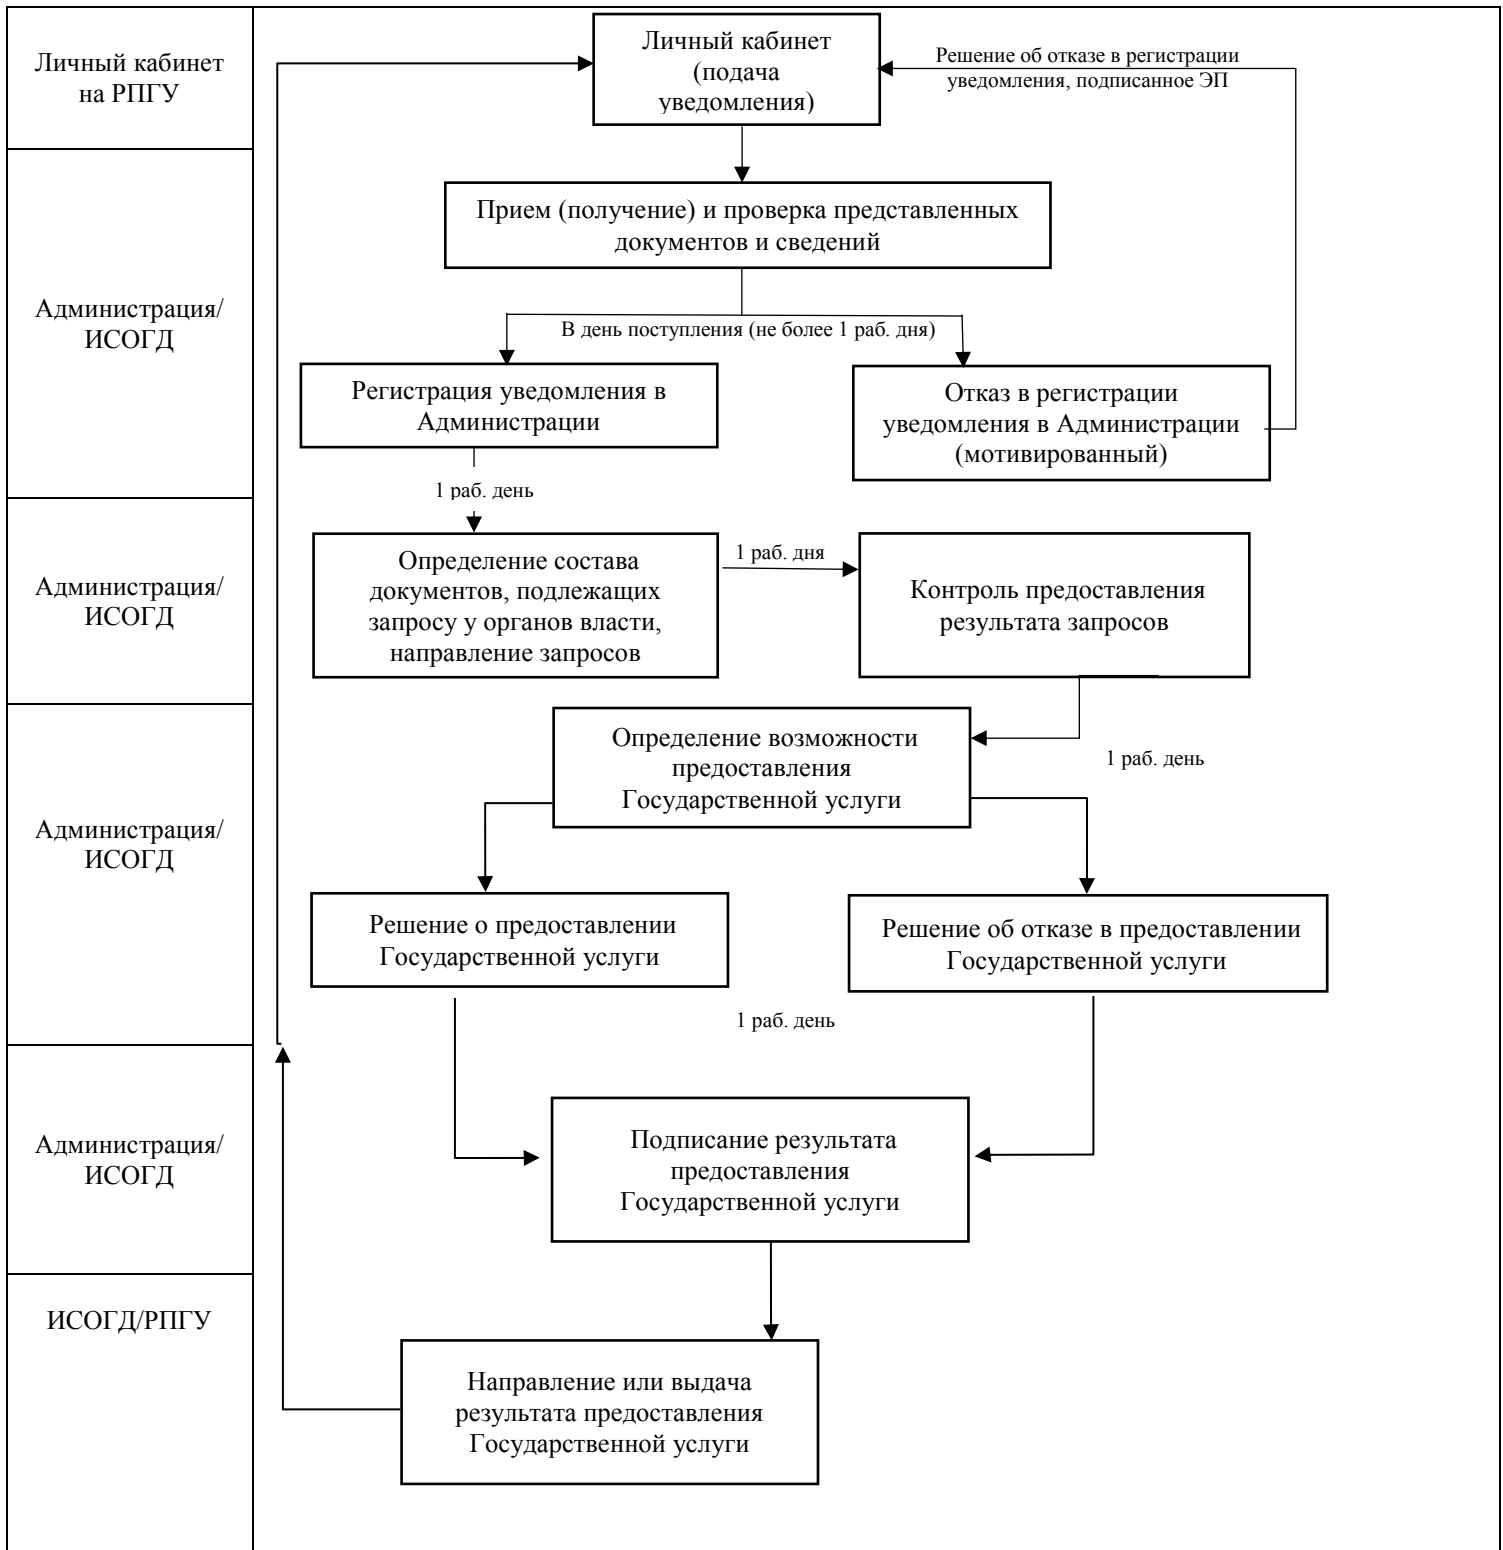 Личный кабинет
на РПГУ
Личный кабинет
(подача
уведомления)
Решение об отказе в регистрации
уведомления, подписанное ЭП
Администрация/
ИСОГД
Прием (получение) и проверка представленных
документов и сведений
В день поступления (не более 1 раб. дня)
Регистрация уведомления в
Администрации
Отказ в регистрации
уведомления в Администрации
(мотивированный)
1 раб. день
Администрация/
ИСОГД
Определение состава
документов, подлежащих
запросу у органов власти,
направление запросов
1 раб. дня
Контроль предоставления
результата запросов
Администрация/
ИСОГД
Определение возможности
предоставления
Государственной услуги
1 раб. день
Решение о предоставлении
Государственной услуги
Решение об отказе в предоставлении
Государственной услуги
1 раб. день
Администрация/
ИСОГД
Подписание результата
предоставления
Государственной услуги
ИСОГД/РПГУ
Направление или выдача
результата предоставления
Государственной услуги